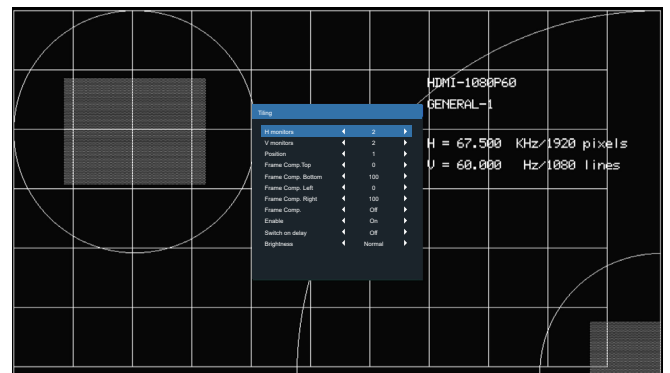 HDMI-1080P60
GENERAL-1
H = 67.500 KHz/1920 pixels
V = 60.000 Hz/1080 lines
Tiling
H monitors 2
V monitors 2
Position 1
Frame Comp.Top 0
Frame Comp. Bottom 100
Frame Comp. Left 0
Frame Comp. Right 100
Frame Comp. Off
Enable On
Switch on delay Off
Brightness Normal